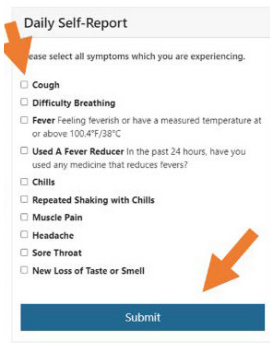 Daily Self-Report
ease select all symptoms which you are experiencing.
Cough
Difficulty Breathing
Fever Feeling feverish or have a measured temperature at
or above 100.4°F/38°C
Used A Fever Reducer In the past 24 hours, have you
used any medicine that reduces fevers?
Chills
Repeated Shaking with Chills
Muscle Pain
Headache
Sore Throat
New Loss of Taste or Smell
Submit